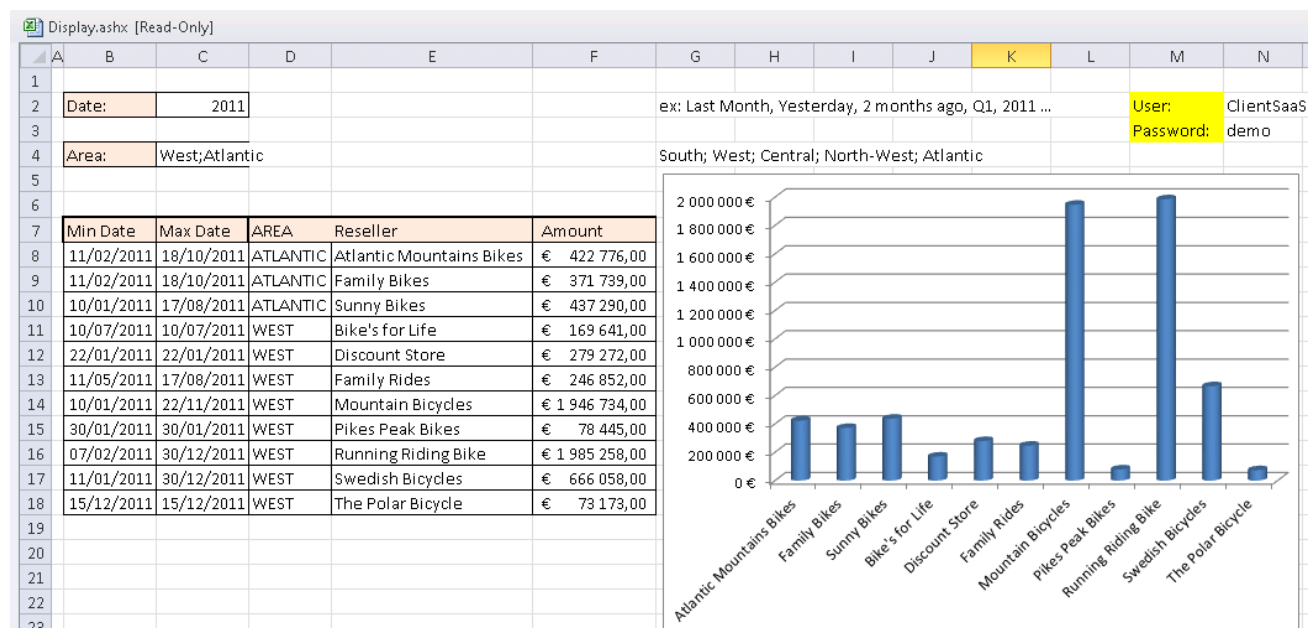 Display.ashx [Read-Only]
A B C D E F G H I J K L M N
1
2 Date: 2011 ex: Last Month, Yesterday, 2 months ago, Q1, 2011 ... User: ClientSaaS
3 Password: demo
4 Area: West;Atlantic South; West; Central; North-West; Atlantic
5
6
7 Min Date Max Date AREA Reseller Amount
8 11/02/2011 18/10/2011 ATLANTIC Atlantic Mountains Bikes € 422 776,00
9 11/02/2011 18/10/2011 ATLANTIC Family Bikes € 371 739,00
10 10/01/2011 17/08/2011 ATLANTIC Sunny Bikes € 437 290,00
11 10/07/2011 10/07/2011 WEST Bike's for Life € 169 641,00
12 22/01/2011 22/01/2011 WEST Discount Store € 279 272,00
13 11/05/2011 17/08/2011 WEST Family Rides € 246 852,00
14 10/01/2011 22/11/2011 WEST Mountain Bicycles € 1 946 734,00
15 30/01/2011 30/01/2011 WEST Pikes Peak Bikes € 78 445,00
16 07/02/2011 30/12/2011 WEST Running Riding Bike € 1 985 258,00
17 11/01/2011 30/12/2011 WEST Swedish Bicycles € 666 058,00
18 15/12/2011 15/12/2011 WEST The Polar Bicycle € 73 173,00
19
20
21
22
23
2 000 000 €
1 800 000 €
1 600 000 €
1 400 000 €
1 200 000 €
1 000 000 €
800 000 €
600 000 €
400 000 €
200 000 €
0 €
Atlantic Mountains Bikes
Family Bikes
Sunny Bikes
Bike's for Life
Discount Store
Family Rides
Mountain Bicycles
Pikes Peak Bikes
Running Riding Bike
Swedish Bicycles
The Polar Bicycle